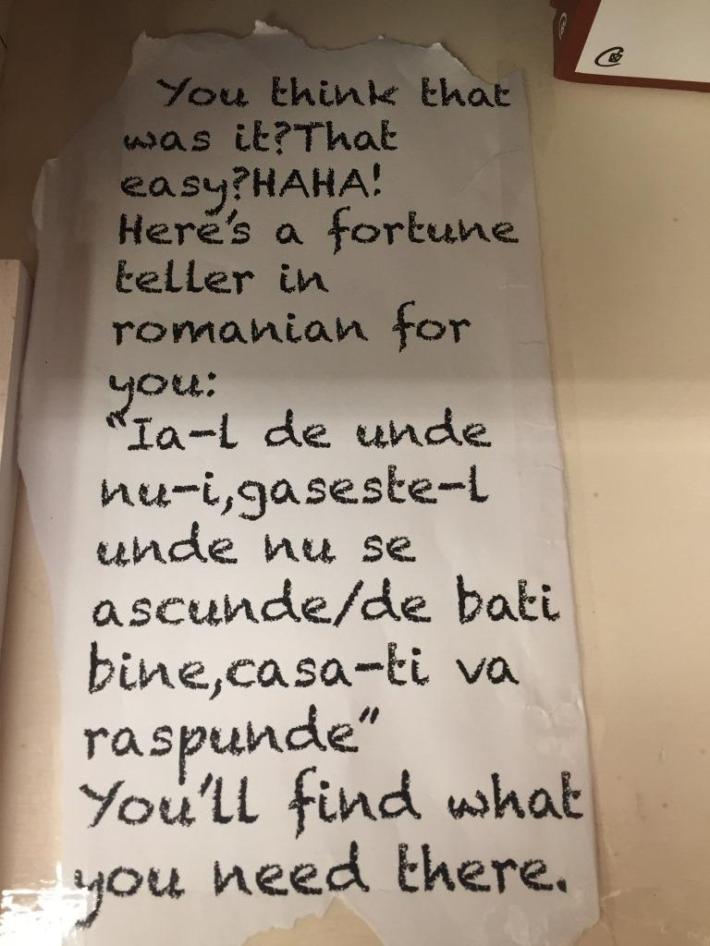 You think that
was it?That
easy?HAHA!
Here's a fortune
teller in
romanian for
you:
"Ia-l de unde
nu-i,gaseste-l
unde nu se
ascunde/de bati
bine,casa-ti va
raspunde"
You'll find what
you need there.